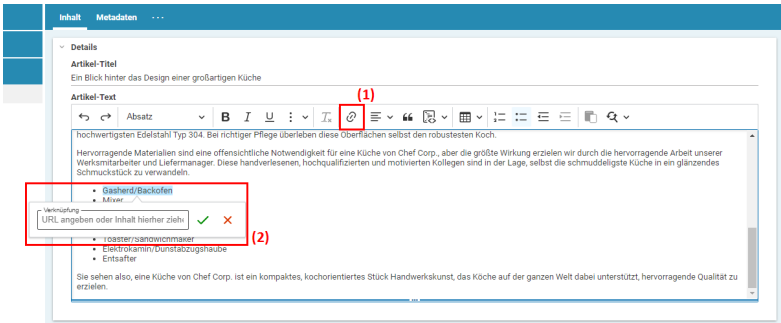 Inhalt Metadaten ···
Details
Artikel-Titel
Ein Blick hinter das Design einer großartigen Küche
Artikel-Text
(1)
Absatz B I U
hochwertigsten Edelstahl Typ 304. Bei richtiger Pflege überleben diese Oberflächen selbst den robustesten Koch.
Hervorragende Materialien sind eine offensichtliche Notwendigkeit für eine Küche von Chef Corp., aber die größte Wirkung erzielen wir durch die hervorragende Arbeit unserer
Werksmitarbeiter und Liefermanager. Diese handverlesenen, hochqualifizierten und motivierten Kollegen sind in der Lage, selbst die schmuddeligste Küche in ein glänzendes
Schmuckstück zu verwandeln.
• Gasherd/Backofen
• Mixer
Verknüpfung
URL angeben oder Inhalt hierher ziehe
(2)
• Toaster/Sandwichmaker
• Elektrokamin/Dunstabzugshaube
• Entsafter
Sie sehen also, eine Küche von Chef Corp. ist ein kompaktes, kochorientiertes Stück Handwerkskunst, das Köche auf der ganzen Welt dabei unterstützt, hervorragende Qualität zu
erzielen.